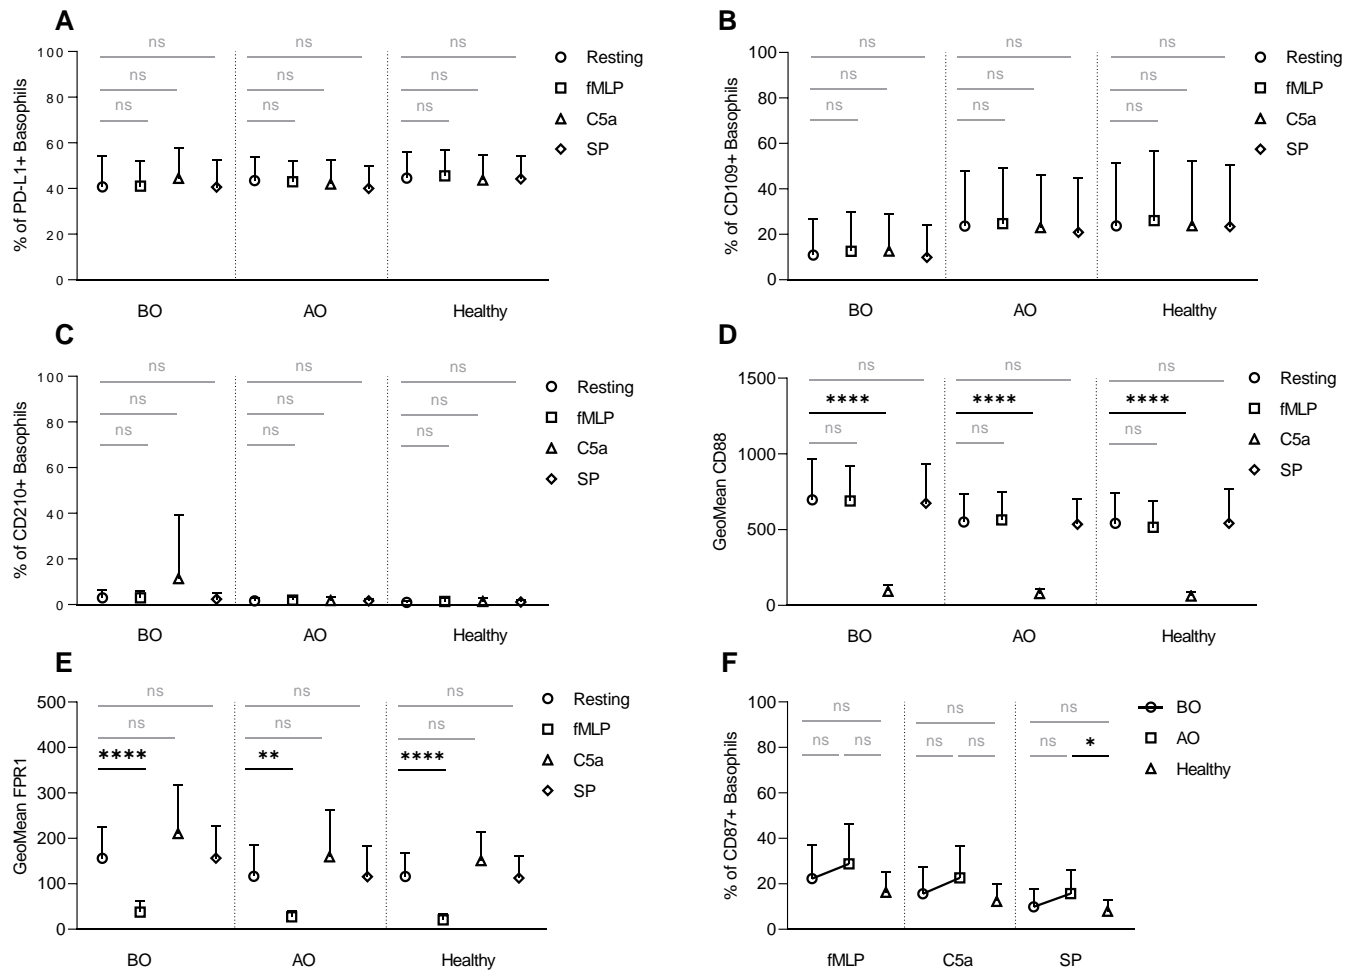 A
% of PD-L1+ Basophils
100
80
60
40
20
0
ns ns ns
ns ns ns
ns ns ns
BO AO Healthy
Resting
fMLP
C5a
SP
B
% of CD109+ Basophils
100
80
60
40
20
0
ns ns ns
ns ns ns
ns ns ns
BO AO Healthy
Resting
fMLP
C5a
SP
C
% of CD210+ Basophils
100
80
60
40
20
0
ns ns ns
ns ns ns
ns ns ns
BO AO Healthy
Resting
fMLP
C5a
SP
D
GeoMean CD88
1500
1000
500
0
ns ns ns
**** **** ****
ns ns ns
BO AO Healthy
Resting
fMLP
C5a
SP
E
GeoMean FPR1
500
400
300
200
100
0
ns ns ns
ns ns ns
**** ** ****
BO AO Healthy
Resting
fMLP
C5a
SP
F
% of CD87+ Basophils
100
80
60
40
20
0
ns ns ns
ns ns ns ns ns *
fMLP C5a SP
BO
AO
Healthy